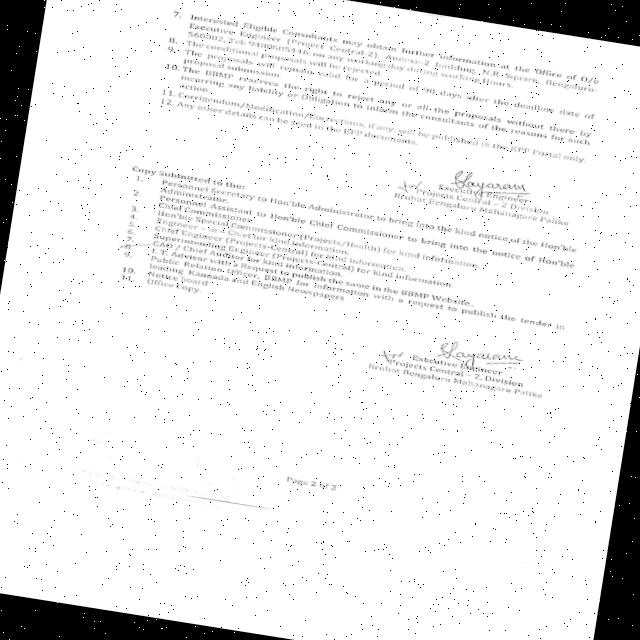 7. Interested Eligible Consultants may obtain further information at the Office of O/o
Executive Engineer (Project Central-2), Annexe-2 Building, N.R. Square, Bengaluru-
560002, on any working day during working hours.
8. The conditional proposals will be rejected.
9. The proposals will remain valid for a period of 90 days after the deadline date of
proposal submission.
10. The BBMP reserves the right to reject any or all the proposals without there by
incurring any liability or obligation to inform the consultants of the reasons for such
action.
11. Corrigendum/Modification/Corrections, if any, will be published in the KPP Portal only.
12. Any other details can be seen in the RFP documents.
Jayaram
Executive Engineer
Projects Central - 2 Division
Bruhat Bengaluru Mahanagara Palike
Copy Submitted to the:
1. Personnel Secretary to Hon'ble Administrator to bring into the kind notice of the Hon'ble
Administrator.
2. Personnel Assistant to Hon'ble Chief Commissioner to bring into the notice of Hon'ble
Chief Commissioner.
3. Hon'ble Special Commissioner (Projects/Health) for kind information.
4. Engineer - in - Chief for kind information.
5. Chief Engineer (Projects-Central) for kind information.
6. Superintending Engineer (Projects-Central) for kind information.
7. CAO / Chief Auditor for kind information.
8. I.T. Advisor with a Request to publish the same in the BBMP Website.
9. Public Relation Officer, BBMP for information with a request to publish the tender in
leading Kannada and English Newspapers
10. Notice board
11. Office Copy.
Jayaram
Executive Engineer
Projects Central - 2, Division
Bruhat Bengaluru Mahanagara Palike
Page 2 of 2